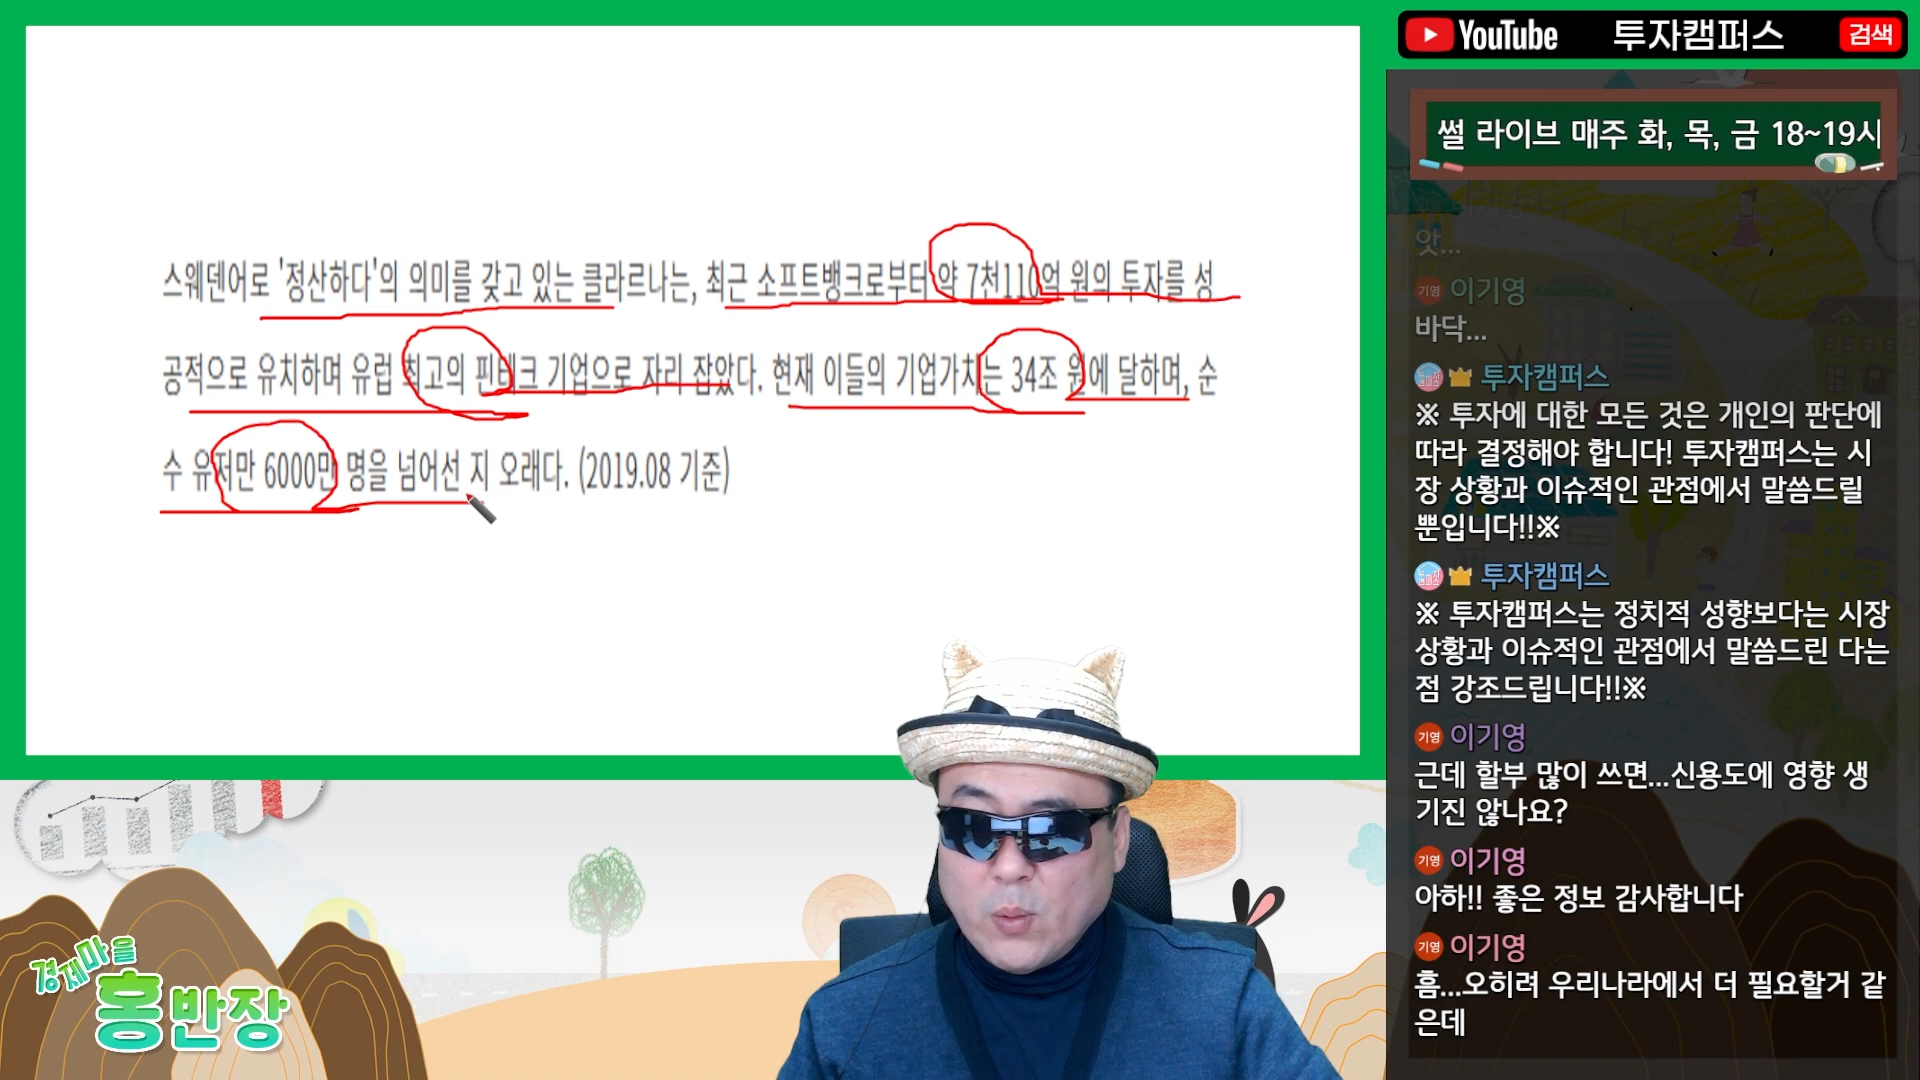 스웨덴어로 '정산하다'의 의미를 갖고 있는 클라르나는, 최근 소프트뱅크로부터 약 7천110억 원의 투자를 성
공적으로 유치하며 유럽 최고의 핀테크 기업으로 자리 잡았다. 현재 이들의 기업가치는 34조 원에 달하며, 순
수 유저만 6000만 명을 넘어선 지 오래다. (2019.08 기준)
경제마을
홍반장
YouTube 투자캠퍼스 검색
썰 라이브 매주 화, 목, 금 18~19시
앗...
기영 이기영
바닥...
투자캠퍼스
※ 투자에 대한 모든 것은 개인의 판단에
따라 결정해야 합니다! 투자캠퍼스는 시
장 상황과 이슈적인 관점에서 말씀드릴
뿐입니다!!※
투자캠퍼스
※ 투자캠퍼스는 정치적 성향보다는 시장
상황과 이슈적인 관점에서 말씀드린 다는
점 강조드립니다!!※
기영 이기영
근데 할부 많이 쓰면...신용도에 영향 생
기진 않나요?
기영 이기영
아하!! 좋은 정보 감사합니다
기영 이기영
흠...오히려 우리나라에서 더 필요할거 같
은데